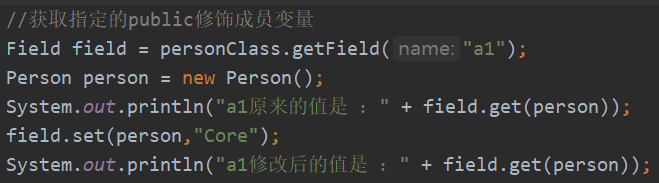 //获取指定的public修饰成员变量
Field field = personClass.getField( name: "a1");
Person person = new Person();
System.out.println("a1原来的值是 ：" + field.get(person));
field.set(person,"Core");
System.out.println("a1修改后的值是 ：" + field.get(person));